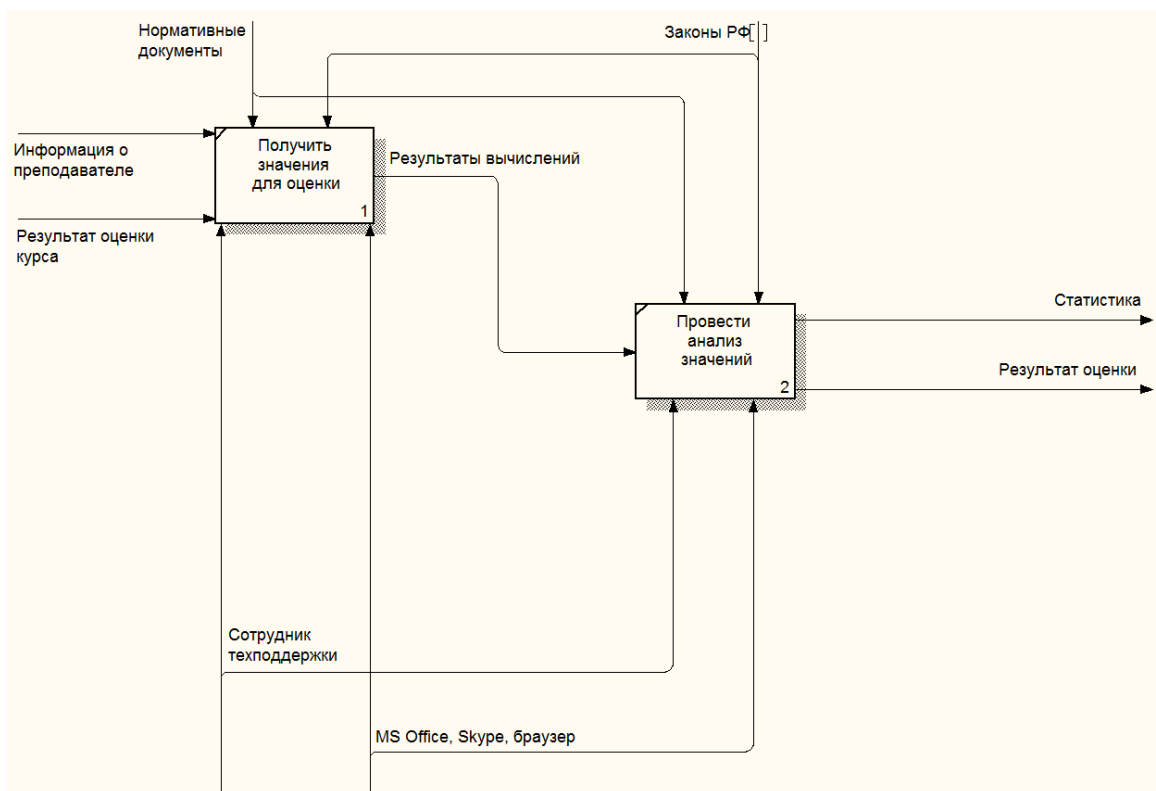 Нормативные
документы
Законы РФ[ ]
Информация о
преподавателе
Результат оценки
курса
Получить
значения
для оценки
1
Результаты вычислений
Провести
анализ
значений
2
Статистика
Результат оценки
Сотрудник
техподдержки
MS Office, Skype, браузер